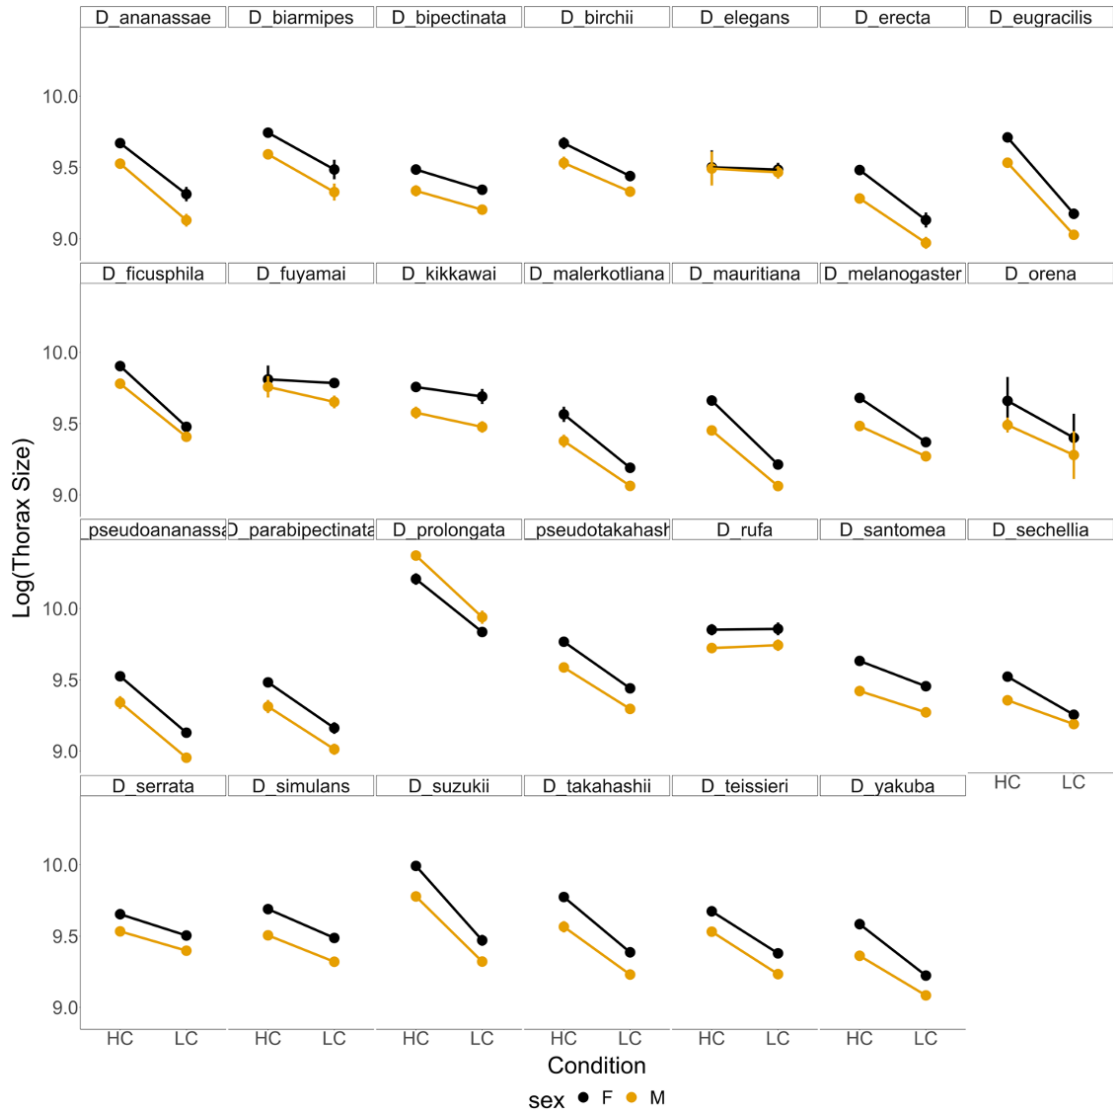 D_ananassae D_biarmipes D_bipectinata D_birchii D_elegans D_erecta D_eugracilis
10.0
9.5
9.0
D_ficusphila D_fuyamai D_kikkawai D_malerkotliana D_mauritiana D_melanogaster D_orena
10.0
9.5
9.0
_pseudoananassa D_parabipectinata D_prolongata _pseudotakahash D_rufa D_santomea D_sechellia
10.0
9.5
9.0
HC LC
D_serrata D_simulans D_suzukii D_takahashii D_teissieri D_yakuba
10.0
9.5
9.0
HC LC HC LC HC LC HC LC HC LC HC LC
Log(Thorax Size)
Condition
sex F M